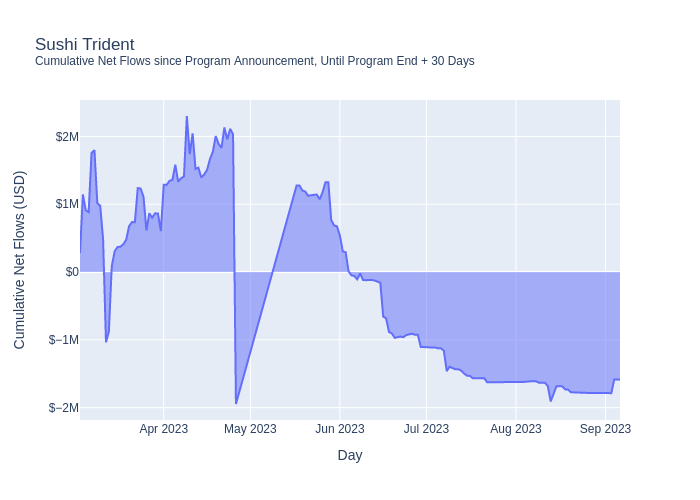 Sushi Trident
Cumulative Net Flows since Program Announcement, Until Program End + 30 Days
Cumulative Net Flows (USD)
$2M
$1M
$0
$−1M
$−2M
Apr 2023 May 2023 Jun 2023 Jul 2023 Aug 2023 Sep 2023
Day